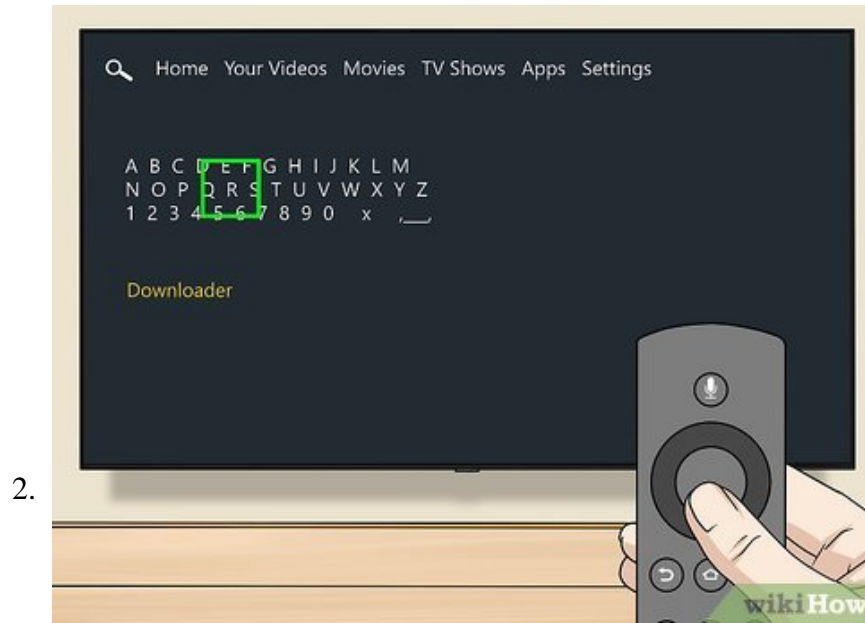 Home Your Videos Movies TV Shows Apps Settings
A B C D E F G H I J K L M
N O P Q R S T U V W X Y Z
1 2 3 4 5 6 7 8 9 0 x
Downloader
2.
wikiHow